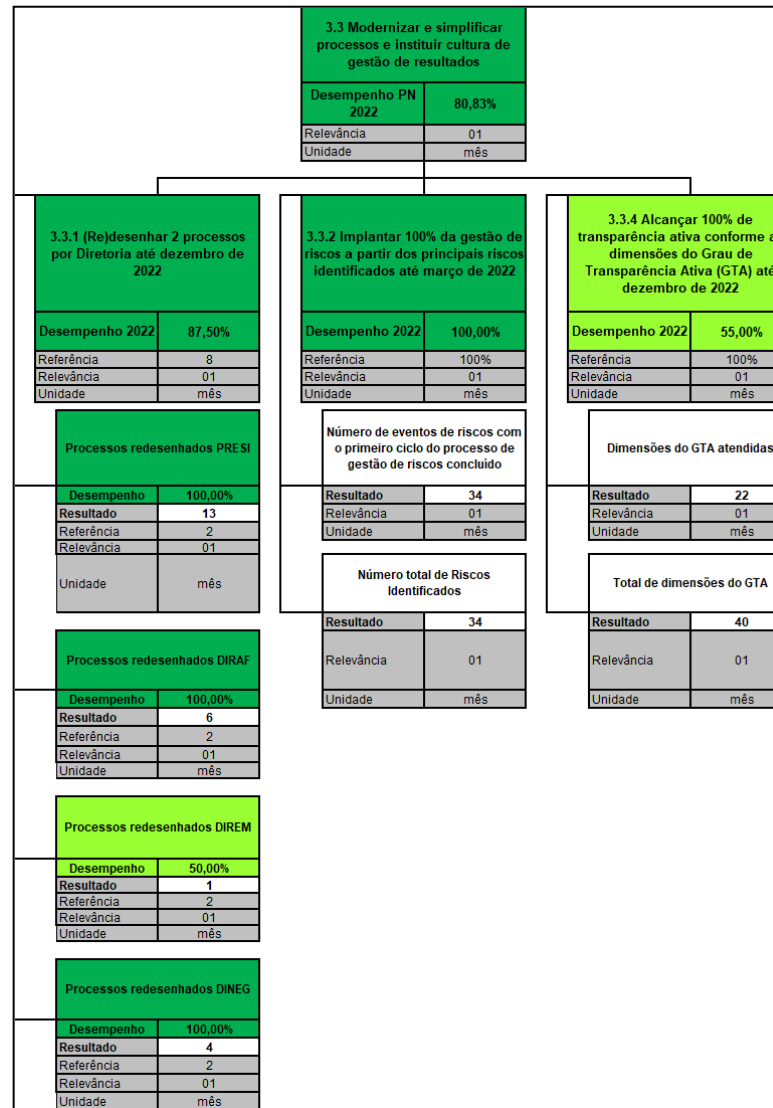 3.3 Modernizar e simplificar
processos e instituir cultura de
gestão de resultados
Desempenho PN
2022
80,83%
Relevância 01
Unidade mês
3.3.1 (Re)desenhar 2 processos
por Diretoria até dezembro de
2022
Desempenho 2022 87,50%
Referência 8
Relevância 01
Unidade mês
Processos redesenhados PRESI
Desempenho 100,00%
Resultado 13
Referência 2
Relevância 01
Unidade mês
Processos redesenhados DIRAF
Desempenho 100,00%
Resultado 6
Referência 2
Relevância 01
Unidade mês
Processos redesenhados DIREM
Desempenho 50,00%
Resultado 1
Referência 2
Relevância 01
Unidade mês
Processos redesenhados DINEG
Desempenho 100,00%
Resultado 4
Referência 2
Relevância 01
Unidade mês
3.3.2 Implantar 100% da gestão de
riscos a partir dos principais riscos
identificados até março de 2022
Desempenho 2022 100,00%
Referência 100%
Relevância 01
Unidade mês
Número de eventos de riscos com
o primeiro ciclo do processo de
gestão de riscos concluído
Resultado 34
Relevância 01
Unidade mês
Número total de Riscos
Identificados
Resultado 34
Relevância 01
Unidade mês
3.3.4 Alcançar 100% de
transparência ativa conforme a
dimensões do Grau de
Transparência Ativa (GTA) até
dezembro de 2022
Desempenho 2022 55,00%
Referência 100%
Relevância 01
Unidade mês
Dimensões do GTA atendidas
Resultado 22
Relevância 01
Unidade mês
Total de dimensões do GTA
Resultado 40
Relevância 01
Unidade mês